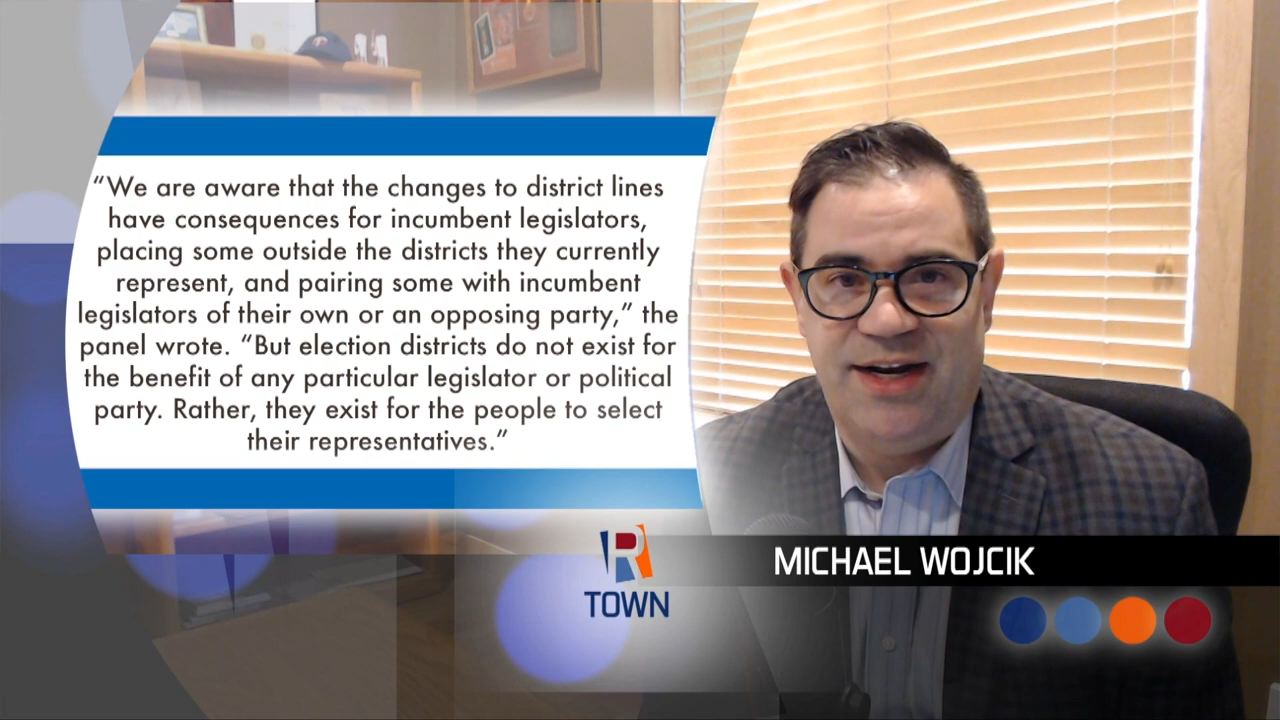 “We are aware that the changes to district lines
have consequences for incumbent legislators,
placing some outside the districts they currently
represent, and pairing some with incumbent
legislators of their own or an opposing party,” the
panel wrote. “But election districts do not exist for
the benefit of any particular legislator or political
party. Rather, they exist for the people to select
their representatives.”
R
TOWN
MICHAEL WOJCIK